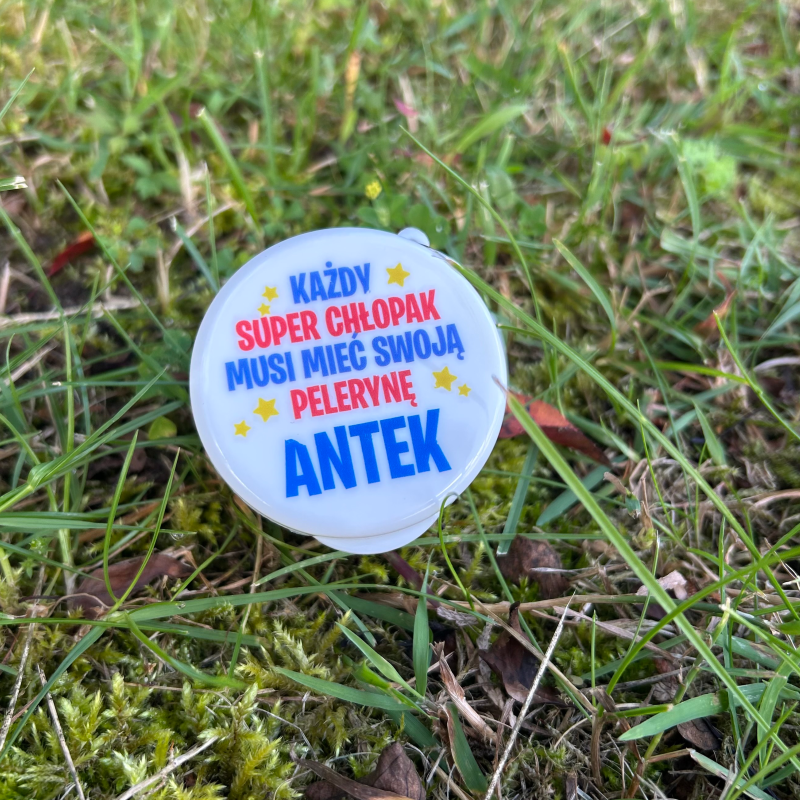 KAŻDY
SUPER CHŁOPAK
MUSI MIEĆ SWOJĄ
PELERYNĘ
ANTEK